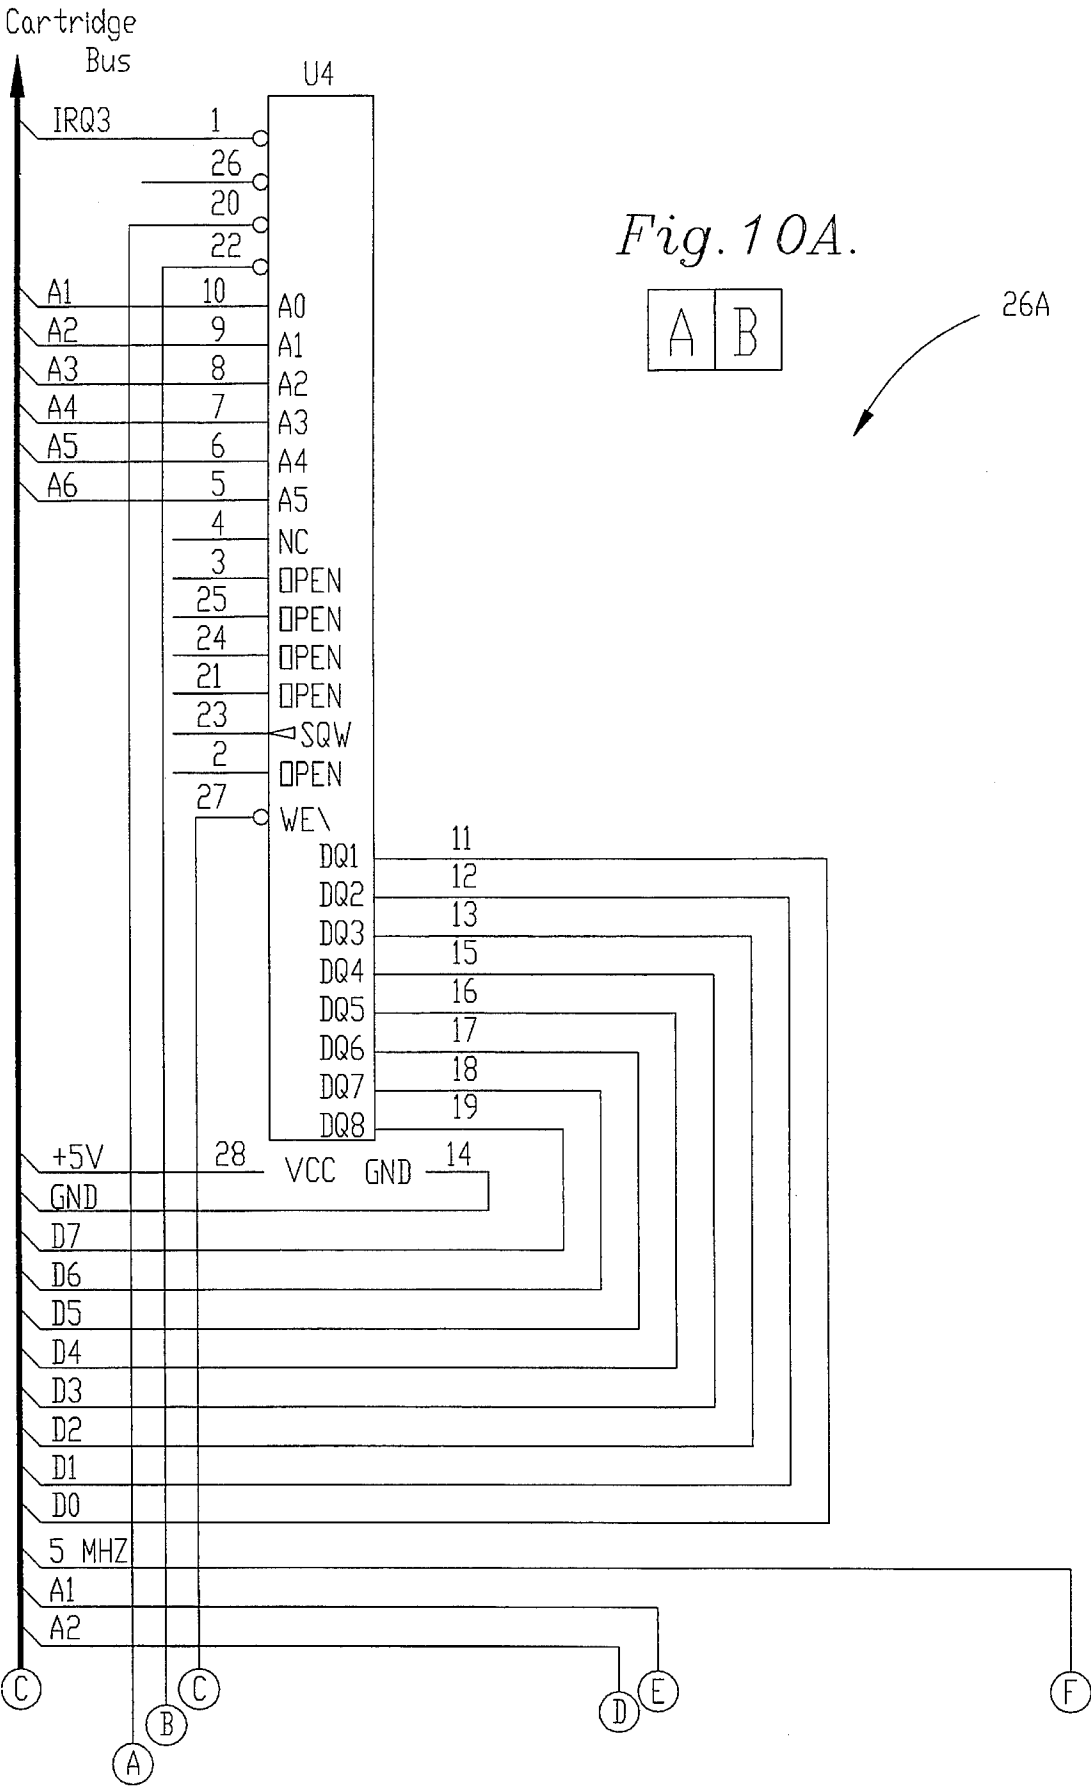 Cartridge
Bus
U4
IRQ3 1
26
20
22
Fig. 10A.
A B
26A
A1 10 A0
A2 9 A1
A3 8 A2
A4 7 A3
A5 6 A4
A6 5 A5
4 NC
3 OPEN
25 OPEN
24 OPEN
21 OPEN
23 SQW
2 OPEN
27 WE\
DQ1 11
DQ2 12
DQ3 13
DQ4 15
DQ5 16
DQ6 17
DQ7 18
DQ8 19
+5V 28 VCC GND 14
GND
D7
D6
D5
D4
D3
D2
D1
D0
5 MHZ
A1
A2
C C E F
B D
A